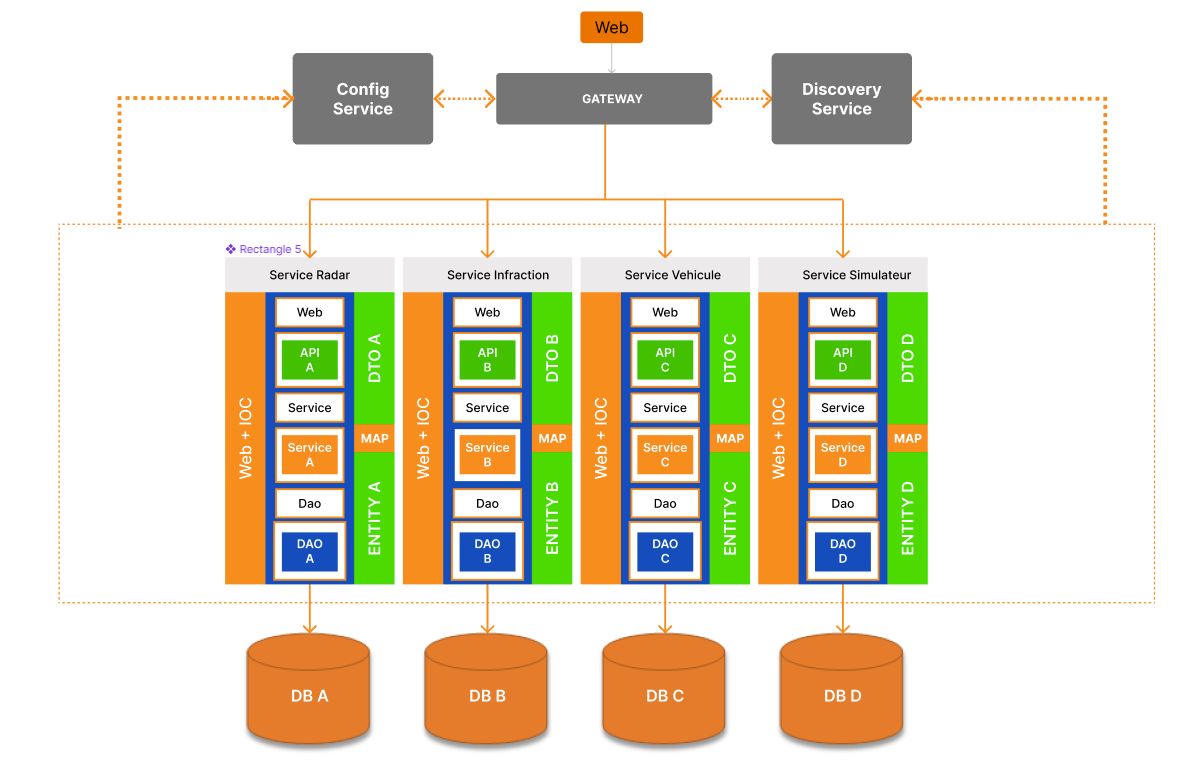 Web
Config
Service
GATEWAY
Discovery
Service
Rectangle 5
Service Radar
Web
API
A
Service
Service
A
Dao
DAO
A
Web + IOC
DTO A
MAP
ENTITY A
Service Infraction
Web
API
B
Service
Service
B
Dao
DAO
B
Web + IOC
DTO B
MAP
ENTITY B
Service Vehicule
Web
API
C
Service
Service
C
Dao
DAO
C
Web + IOC
DTO C
MAP
ENTITY C
Service Simulateur
Web
API
D
Service
Service
D
Dao
DAO
D
Web + IOC
DTO D
MAP
ENTITY D
DB A
DB B
DB C
DB D